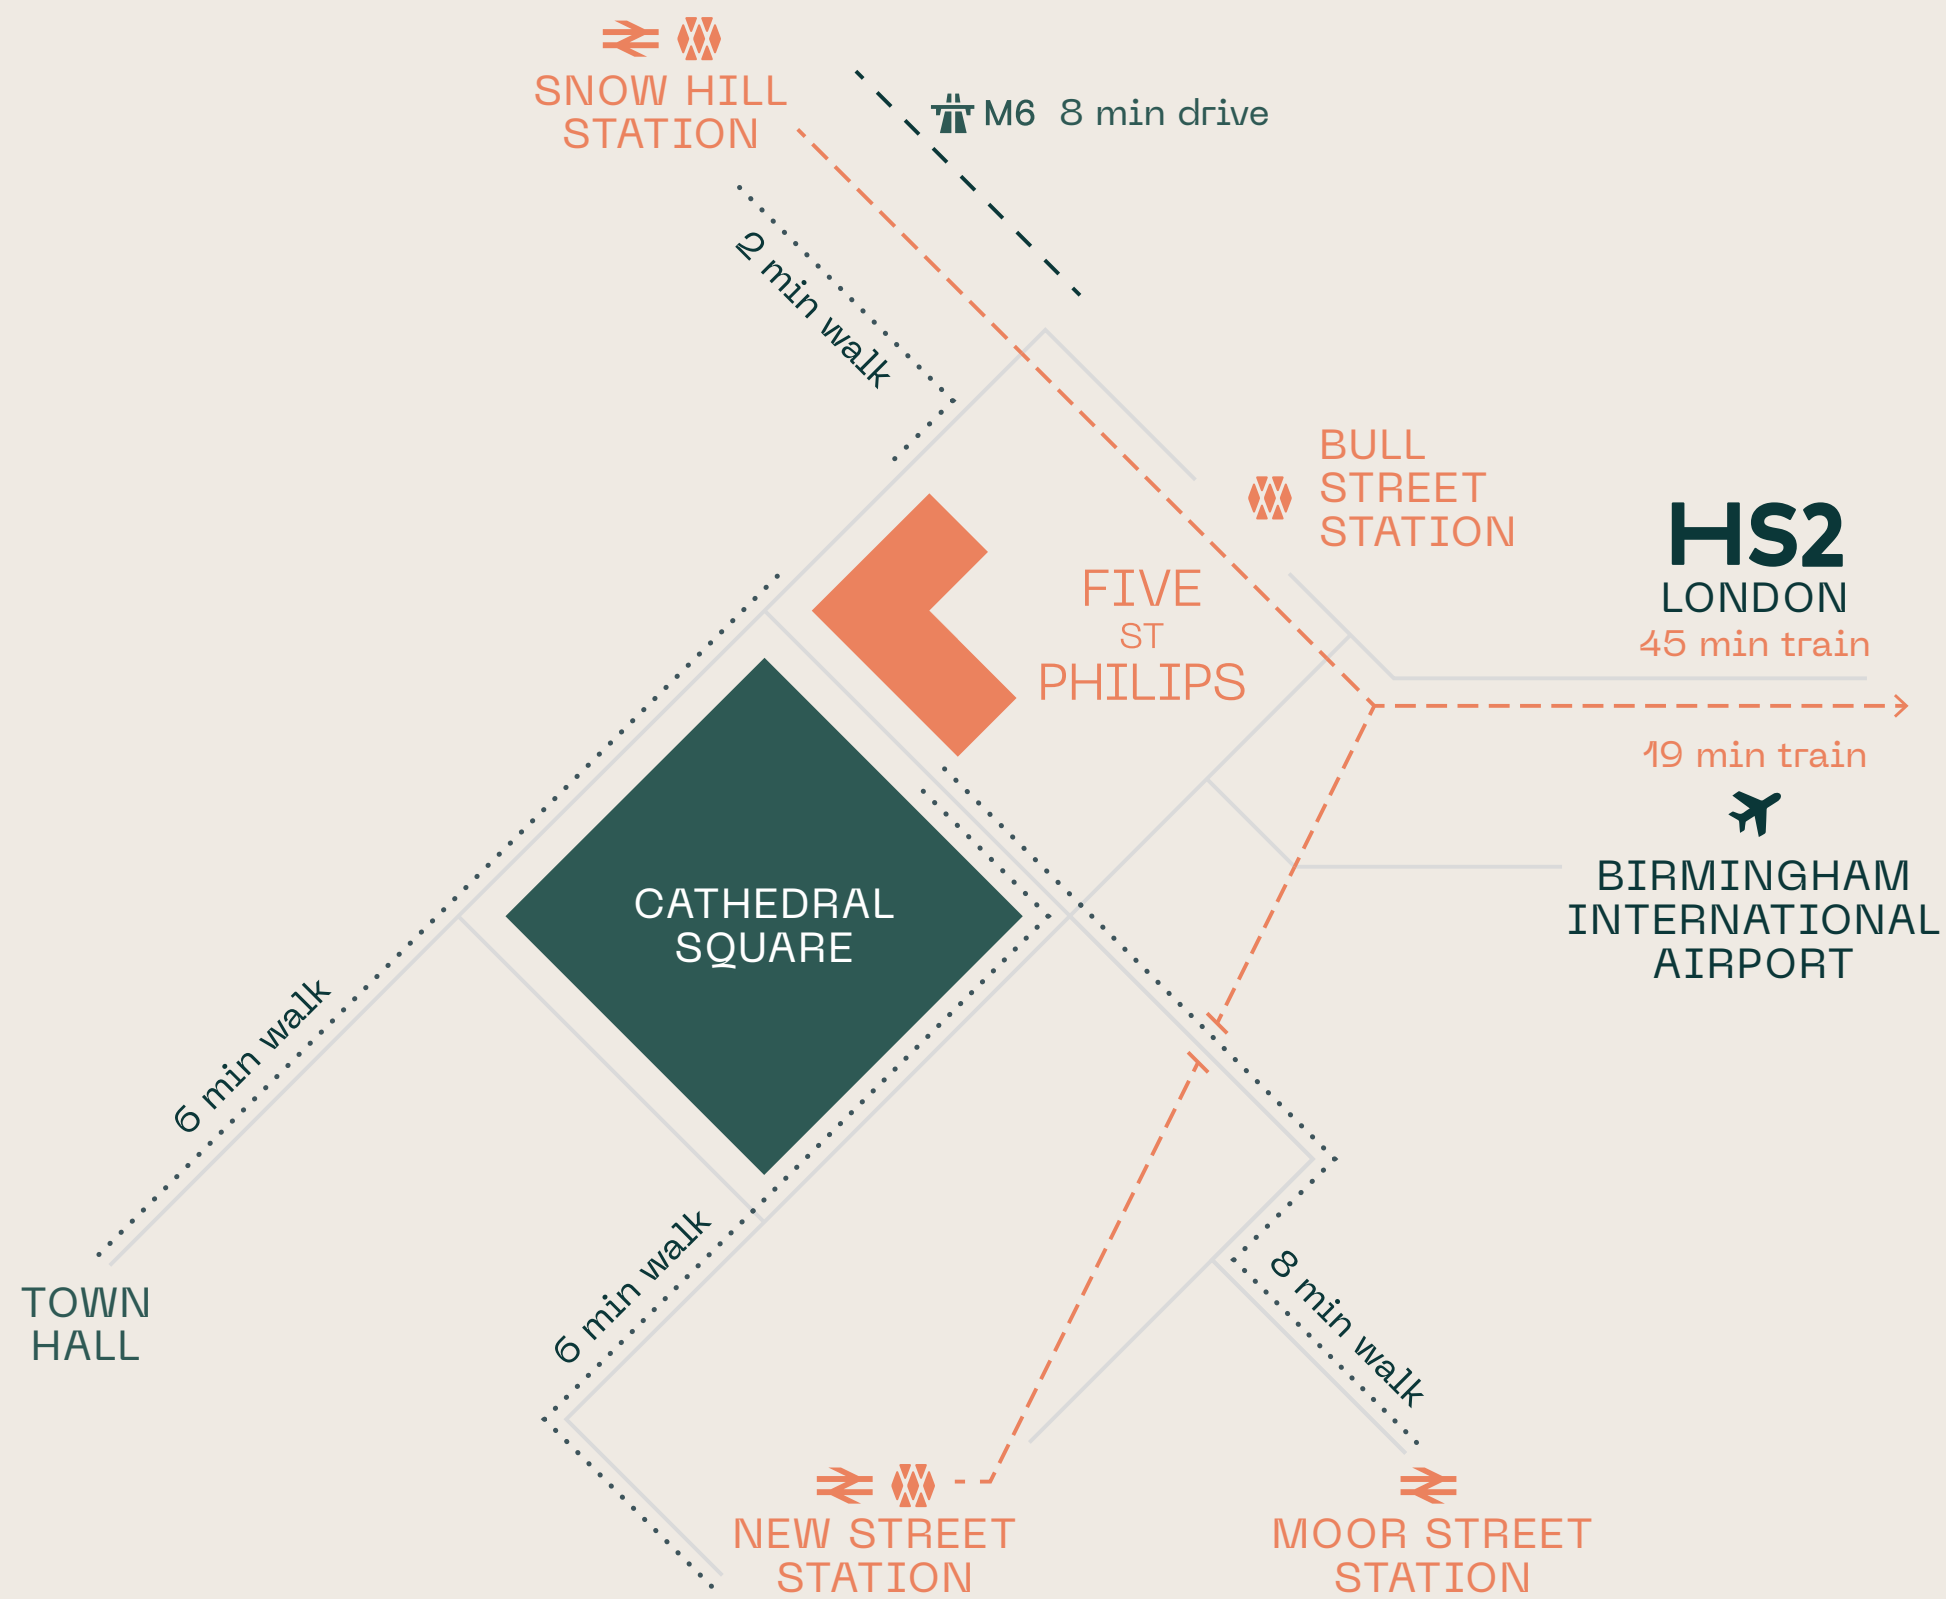 SNOW HILL
STATION
M6 8 min drive
2 min walk
BULL
STREET
STATION
HS2
LONDON
45 min train
FIVE
ST
PHILIPS
19 min train
BIRMINGHAM
INTERNATIONAL
AIRPORT
CATHEDRAL
SQUARE
6 min walk
TOWN
HALL
6 min walk
8 min walk
NEW STREET
STATION
MOOR STREET
STATION